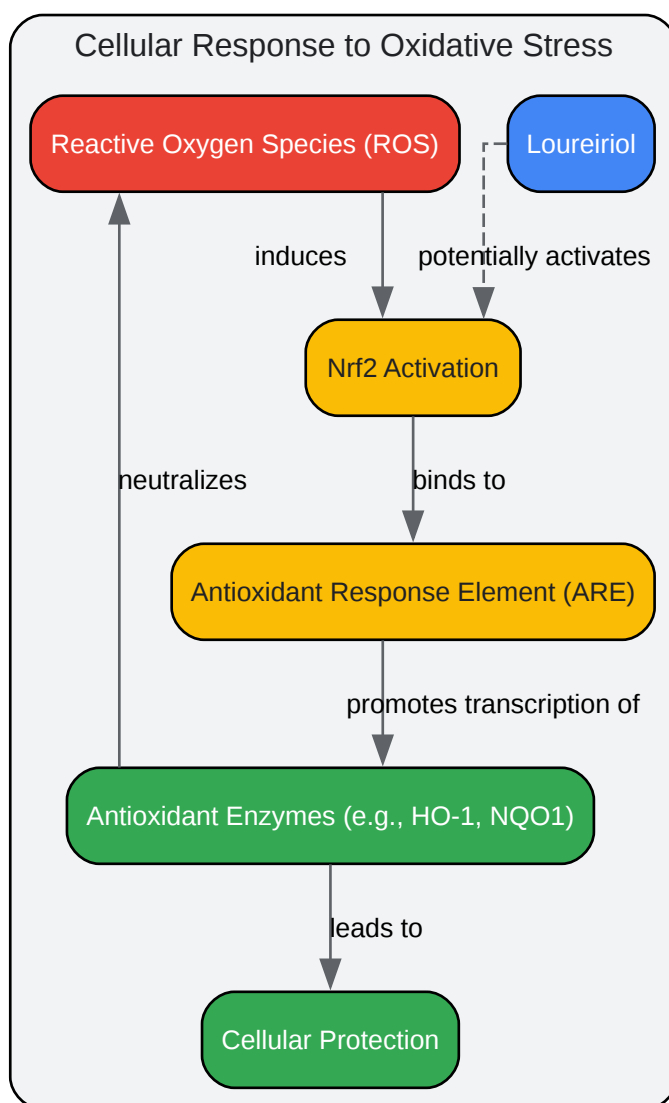 Cellular Response to Oxidative Stress
Reactive Oxygen Species (ROS)
Loureiriol
induces
potentially activates
Nrf2 Activation
neutralizes
binds to
Antioxidant Response Element (ARE)
promotes transcription of
Antioxidant Enzymes (e.g., HO-1, NQO1)
leads to
Cellular Protection